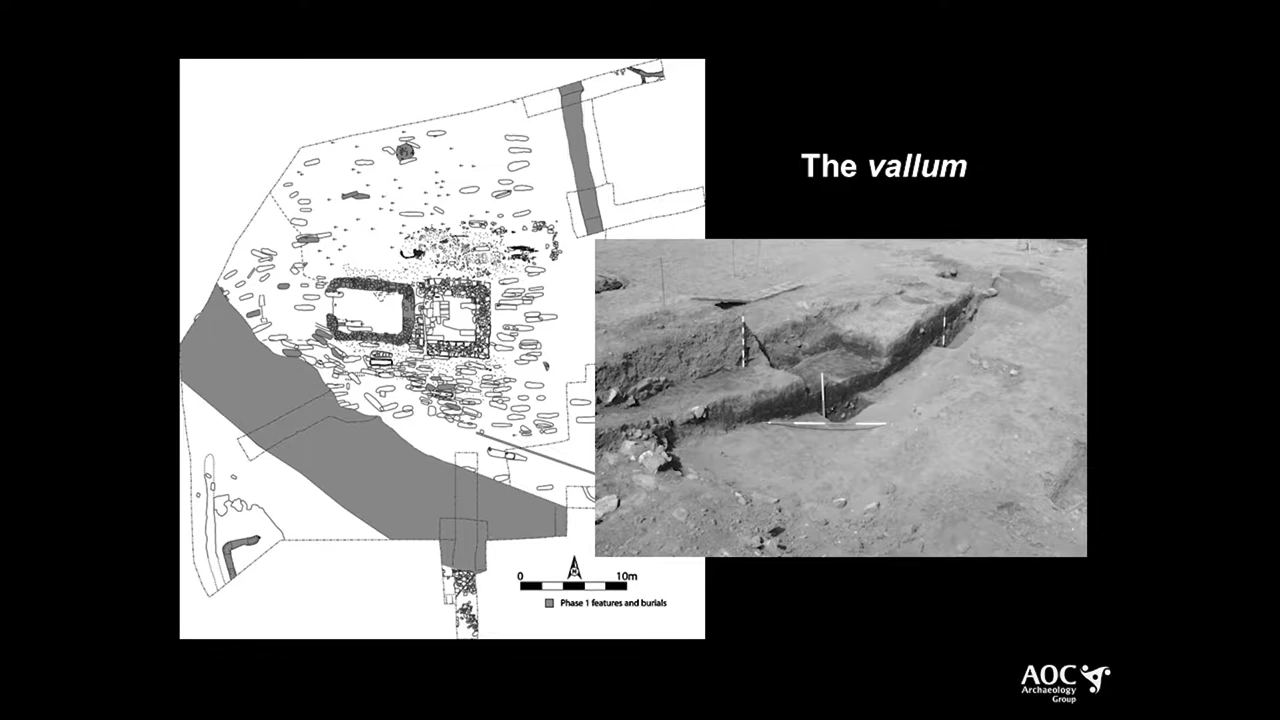 The vallum
0 10m
N
Phase 1 features and burials
AOC
Archaeology
Group